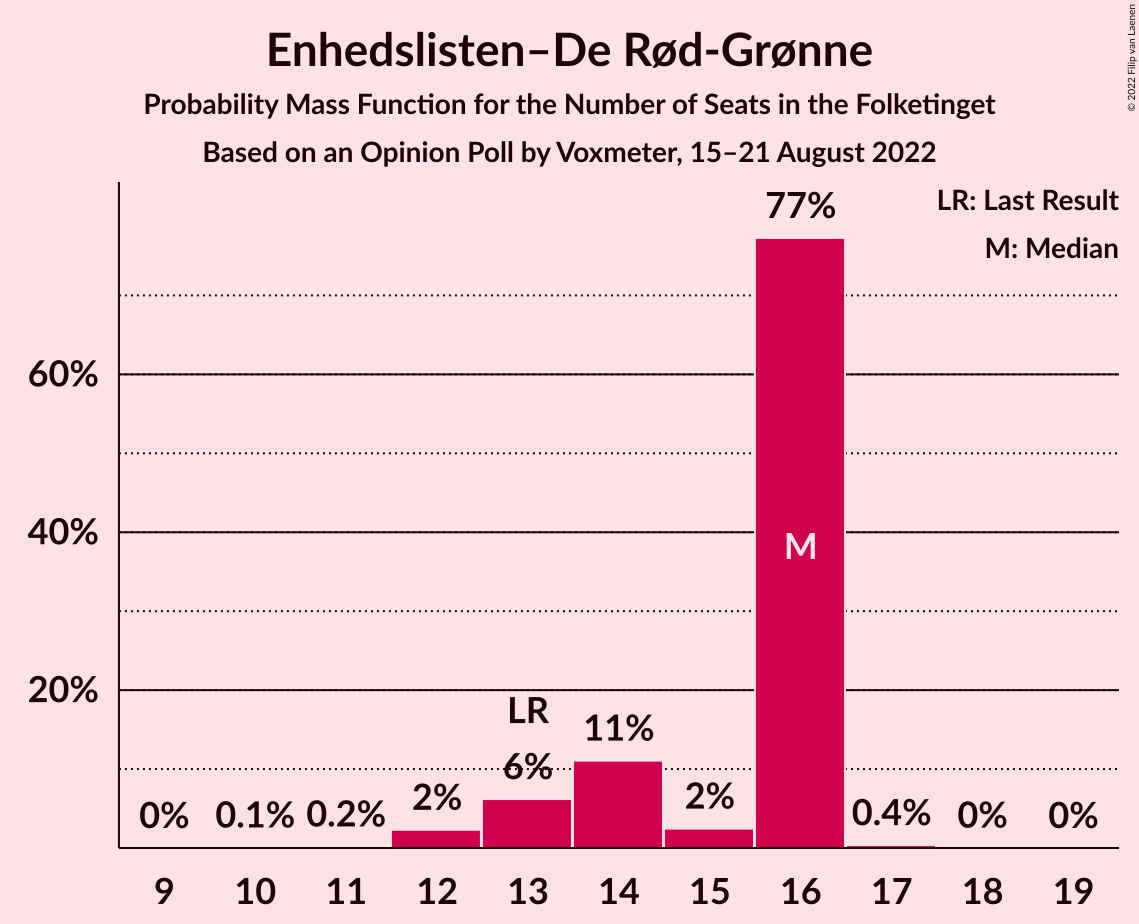 Enhedslisten–De Rød-Grønne
Probability Mass Function for the Number of Seats in the Folketinget
Based on an Opinion Poll by Voxmeter, 15–21 August 2022
© 2022 Filip van Laenen
LR: Last Result
M: Median
77%
60%
40%
20%
M
LR
0%
0.1%
0.2%
2%
6%
11%
2%
0.4%
0%
0%
9 10 11 12 13 14 15 16 17 18 19